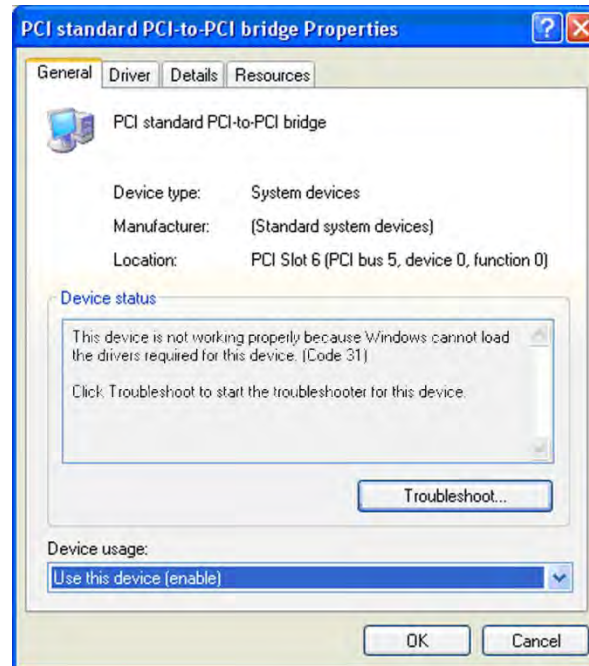 PCI standard PCI-to-PCI bridge Properties
General Driver Details Resources
PCI standard PCI-to-PCI bridge
Device type: System devices
Manufacturer: (Standard system devices)
Location: PCI Slot 6 (PCI bus 5, device 0, function 0)
Device status
This device is not working properly because Windows cannot load
the drivers required for this device. (Code 31)
Click Troubleshoot to start the troubleshooter for this device.
Troubleshoot...
Device usage:
Use this device (enable)
OK Cancel